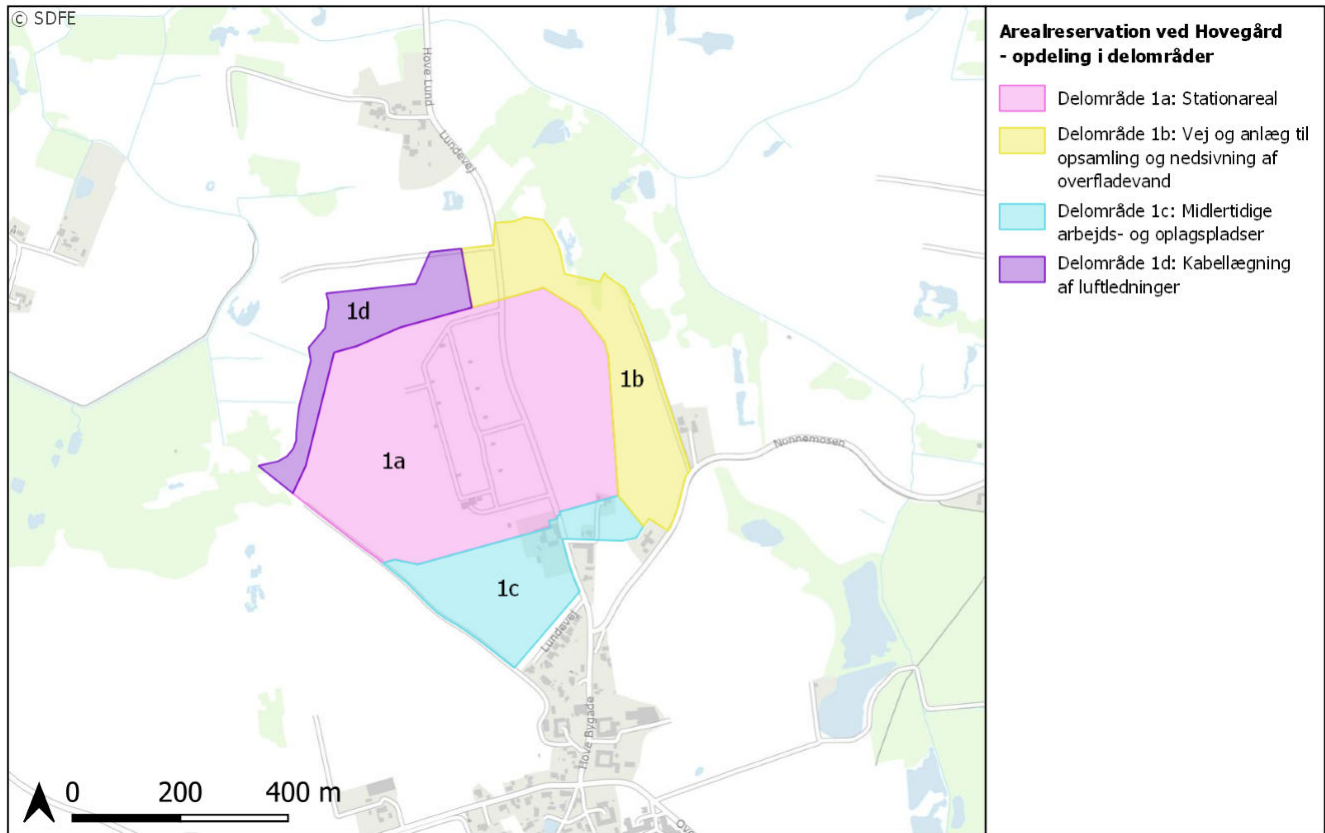 © SDFE
Hove Lund
Lundevej
1d
1b
1a
Nonnemosen
1c
Lundevej
Hove Bygade
0 200 400 m
Arealreservation ved Hovegård
- opdeling i delområder
Delområde 1a: Stationareal
Delområde 1b: Vej og anlæg til
opsamling og nedsivning af
overfladevand
Delområde 1c: Midlertidige
arbejds- og oplagspladser
Delområde 1d: Kabellægning
af luftledninger